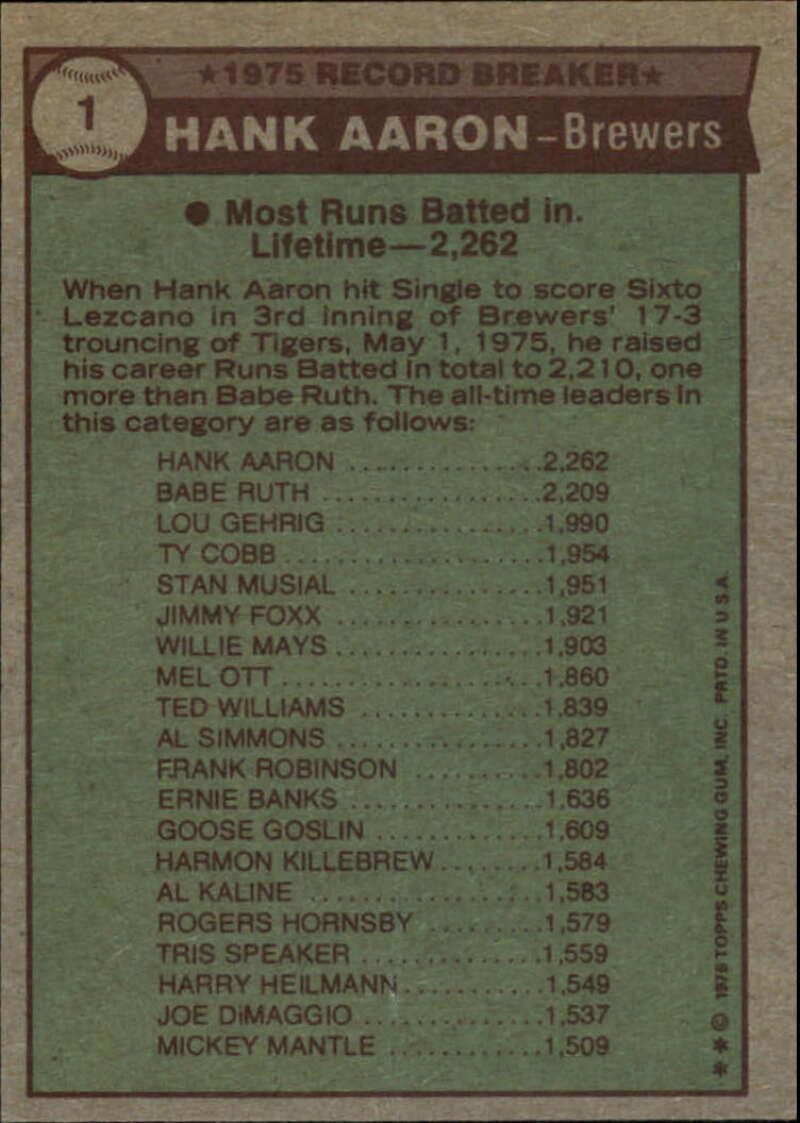 1
★1975 RECORD BREAKER★
HANK AARON-Brewers
● Most Runs Batted in.
Lifetime—2,262
When Hank Aaron hit Single to score Sixto
Lezcano in 3rd inning of Brewers' 17-3
trouncing of Tigers, May 1, 1975, he raised
his career Runs Batted in total to 2,210, one
more than Babe Ruth. The all-time leaders in
this category are as follows:
HANK AARON ................2,262
BABE RUTH ..................2,209
LOU GEHRIG .................1,990
TY COBB .....................1,954
STAN MUSIAL ..............1,951
JIMMY FOXX .................1,921
WILLIE MAYS .................1,903
MEL OTT ......................1,860
TED WILLIAMS ...............1,839
AL SIMMONS .................1,827
FRANK ROBINSON ...........1,802
ERNIE BANKS ................1,636
GOOSE GOSLIN ..............1,609
HARMON KILLEBREW.........1,584
AL KALINE ...................1,583
ROGERS HORNSBY ..........1,579
TRIS SPEAKER ...............1,559
HARRY HEILMANN............1,549
JOE DiMAGGIO ...............1,537
MICKEY MANTLE .............1,509
** © 1976 TOPPS CHEWING GUM, INC. PRTD. IN U.S.A.